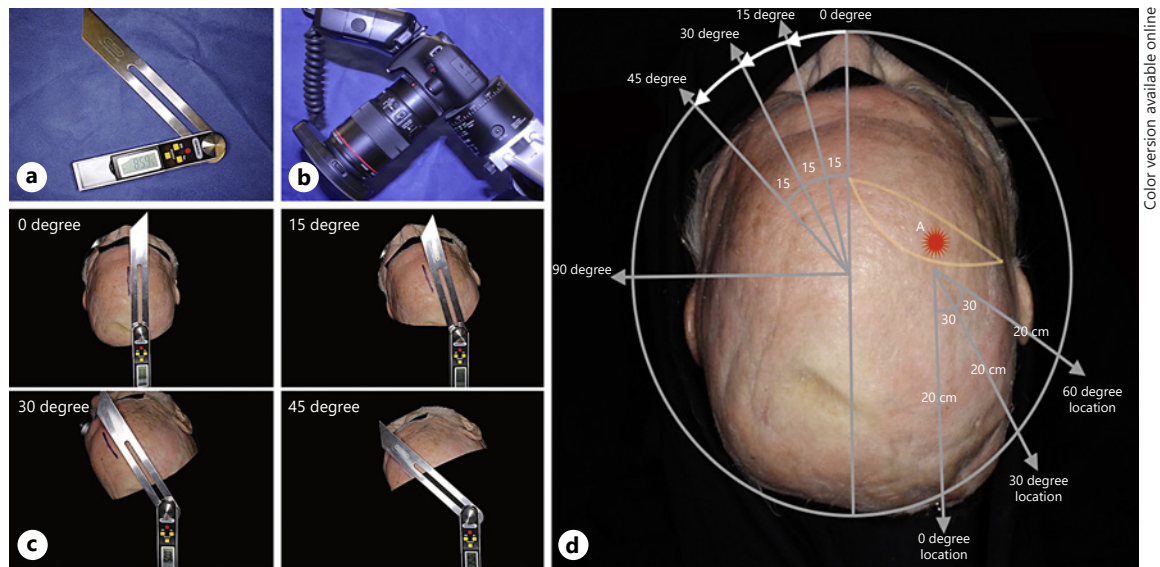 a
b
0 degree
15 degree
30 degree
45 degree
c
15 degree
0 degree
30 degree
45 degree
15
15
15
A
90 degree
30
30
20 cm
20 cm
20 cm
60 degree
location
30 degree
location
0 degree
location
d
Color version available online